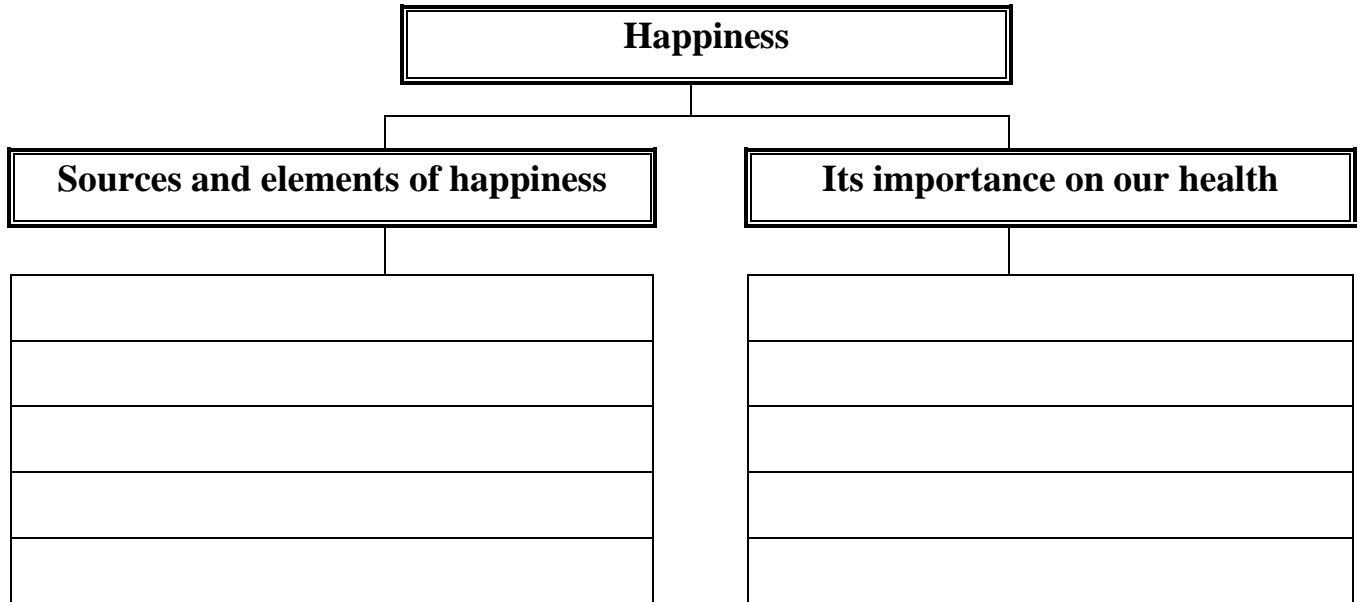 Happiness
Sources and elements of happiness
Its importance on our health